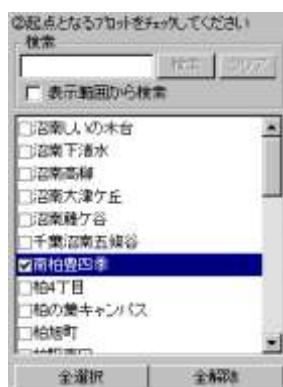 ②起点となるプロットをチェックしてください
検索
検索 クリア
表示範囲から検索
沼南しいの木台
沼南下清水
沼南高柳
沼南大津ケ丘
沼南藤ケ谷
千葉沼南五條谷
南柏豊四季
柏4丁目
柏の葉キャンパス
柏旭町
全選択 全解除